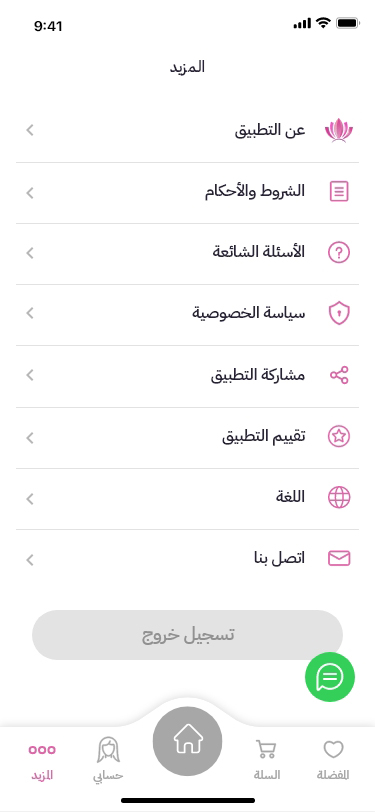 9:41
المزيد
عن التطبيق
الشروط والأحكام
الأسئلة الشائعة
سياسة الخصوصية
مشاركة التطبيق
تقييم التطبيق
اللغة
اتصل بنا
تسجيل خروج
المفضلة
السلة
حسابي
المزيد